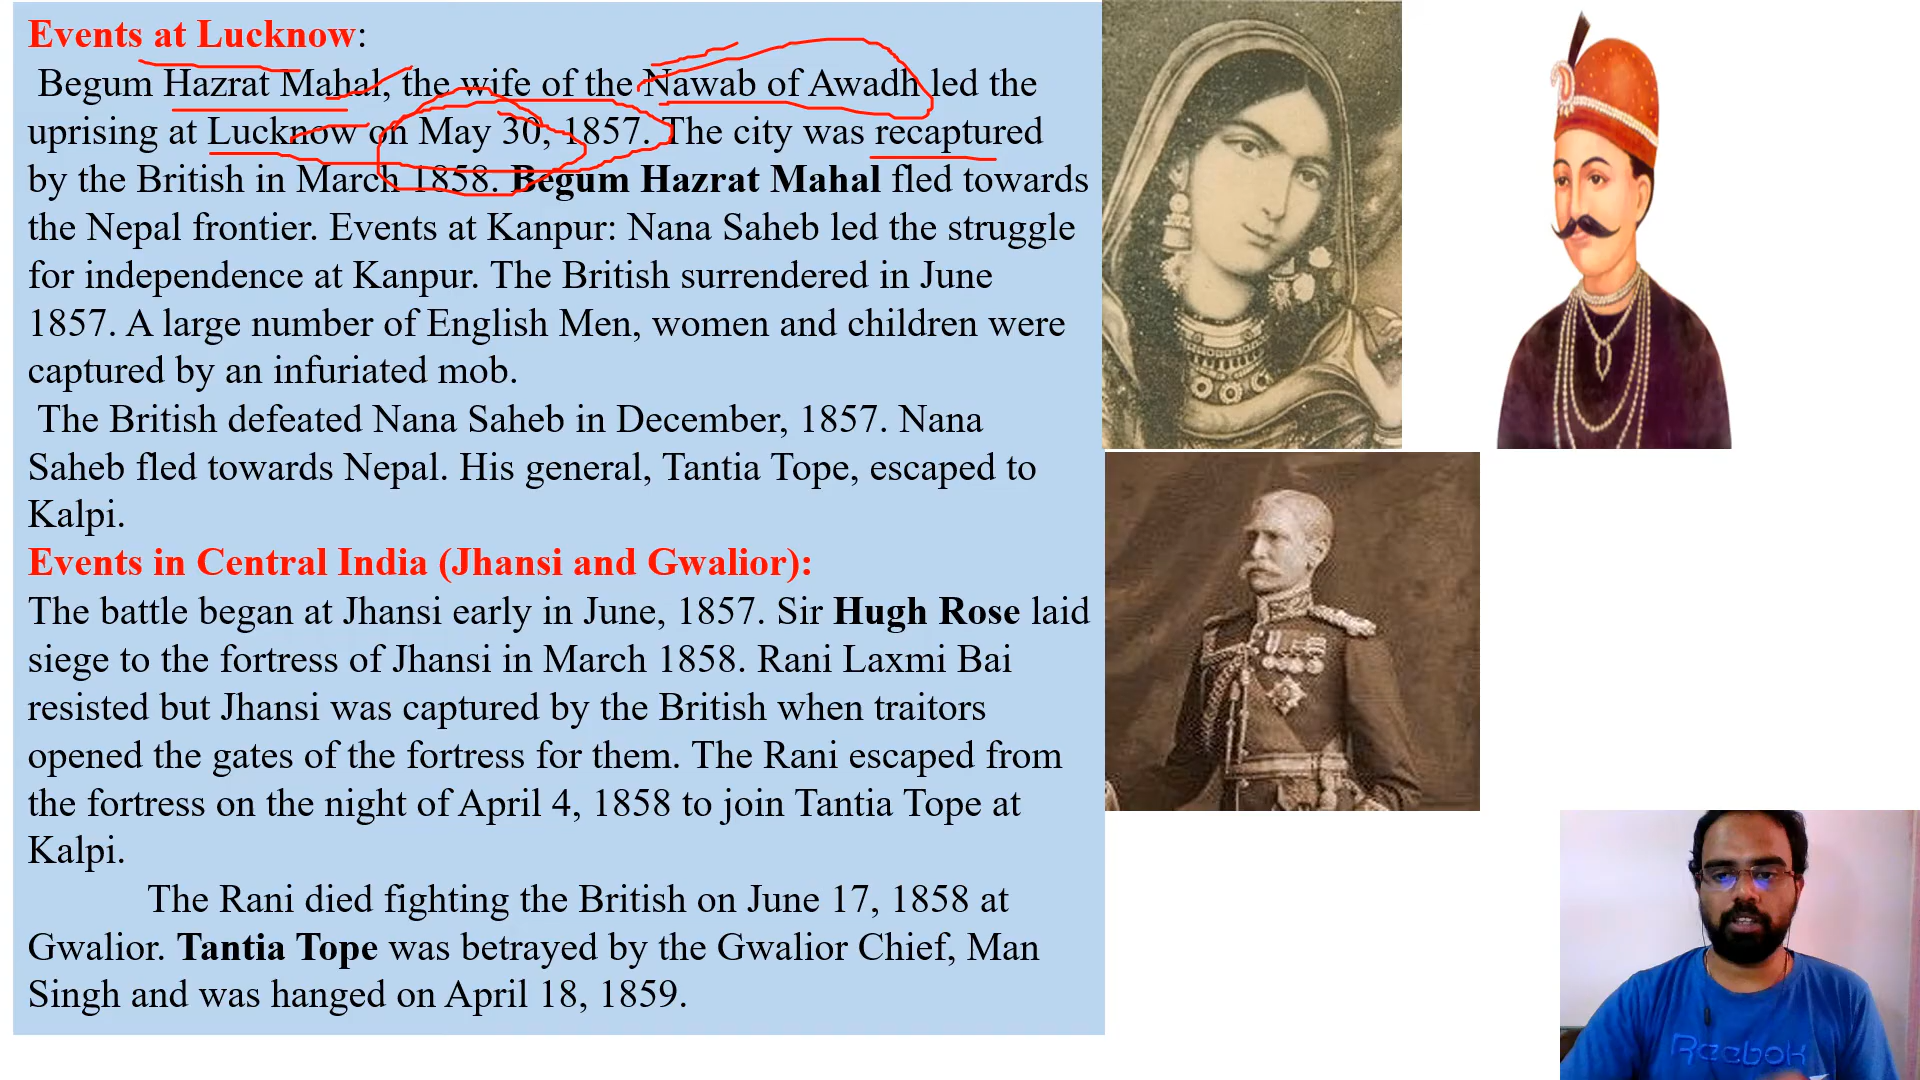 Events at Lucknow:
Begum Hazrat Mahal, the wife of the Nawab of Awadh led the
uprising at Lucknow on May 30, 1857. The city was recaptured
by the British in March 1858. Begum Hazrat Mahal fled towards
the Nepal frontier. Events at Kanpur: Nana Saheb led the struggle
for independence at Kanpur. The British surrendered in June
1857. A large number of English Men, women and children were
captured by an infuriated mob.
The British defeated Nana Saheb in December, 1857. Nana
Saheb fled towards Nepal. His general, Tantia Tope, escaped to
Kalpi.
Events in Central India (Jhansi and Gwalior):
The battle began at Jhansi early in June, 1857. Sir Hugh Rose laid
siege to the fortress of Jhansi in March 1858. Rani Laxmi Bai
resisted but Jhansi was captured by the British when traitors
opened the gates of the fortress for them. The Rani escaped from
the fortress on the night of April 4, 1858 to join Tantia Tope at
Kalpi.
The Rani died fighting the British on June 17, 1858 at
Gwalior. Tantia Tope was betrayed by the Gwalior Chief, Man
Singh and was hanged on April 18, 1859.
Reebok